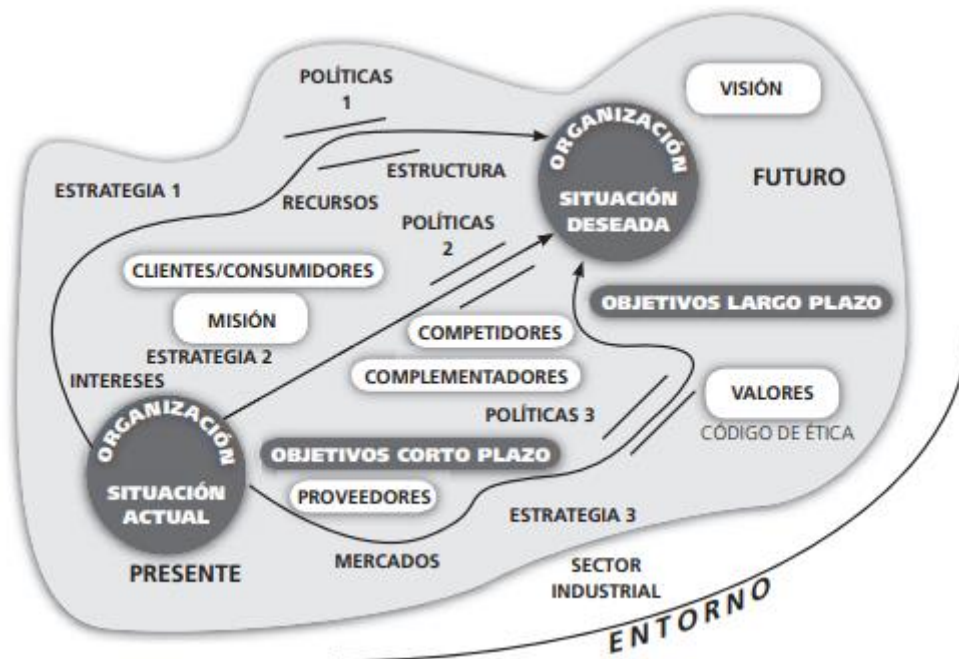 POLÍTICAS
1
VISIÓN
ORGANIZACIÓN
SITUACIÓN
DESEADA
ESTRUCTURA
FUTURO
ESTRATEGIA 1
RECURSOS
POLÍTICAS
2
CLIENTES/CONSUMIDORES
OBJETIVOS LARGO PLAZO
MISIÓN
COMPETIDORES
ESTRATEGIA 2
COMPLEMENTADORES
INTERESES
VALORES
POLÍTICAS 3
CÓDIGO DE ÉTICA
ORGANIZACIÓN
SITUACIÓN
ACTUAL
OBJETIVOS CORTO PLAZO
PROVEEDORES
ESTRATEGIA 3
MERCADOS
PRESENTE
SECTOR
INDUSTRIAL
ENTORNO